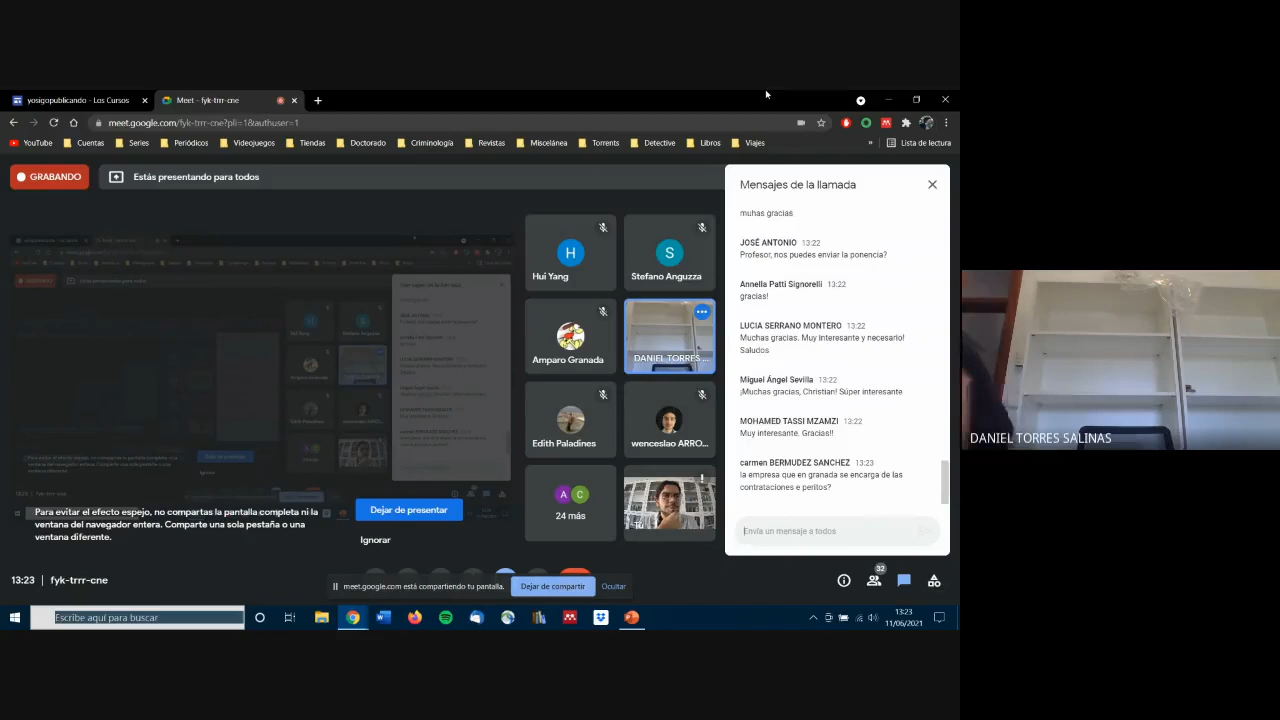 yosigopublicando - Los Cursos
Meet - fyk-trrr-cne
meet.google.com/fyk-trrr-cne?pli=1&authuser=1
YouTube Cuentas Series Periódicos Videojuegos Tiendas Doctorado Criminología Revistas Miscelánea Torrents Detective Libros Viajes » Lista de lectura
GRABANDO
Estás presentando para todos
Hui Yang
Stefano Anguzza
Amparo Granada
DANIEL TORRES ...
Edith Paladines
wenceslao ARRO...
A C
24 más
Para evitar el efecto espejo, no compartas la pantalla completa ni la
ventana del navegador entera. Comparte una sola pestaña o una
ventana diferente.
Dejar de presentar
Ignorar
Mensajes de la llamada
muhas gracias
JOSÉ ANTONIO 13:22
Profesor, nos puedes enviar la ponencia?
Annella Patti Signorelli 13:22
gracias!
LUCIA SERRANO MONTERO 13:22
Muchas gracias. Muy interesante y necesario!
Saludos
Miguel Ángel Sevilla 13:22
¡Muchas gracias, Christian! Súper interesante
MOHAMED TASSI MZAMZI 13:22
Muy interesante. Gracias!!
carmen BERMUDEZ SANCHEZ 13:23
la empresa que en granada se encarga de las
contrataciones e peritos?
Envía un mensaje a todos
13:23 | fyk-trrr-cne
meet.google.com está compartiendo tu pantalla.
Dejar de compartir
Ocultar
32
Escribe aquí para buscar
13:23
11/06/2021
DANIEL TORRES SALINAS